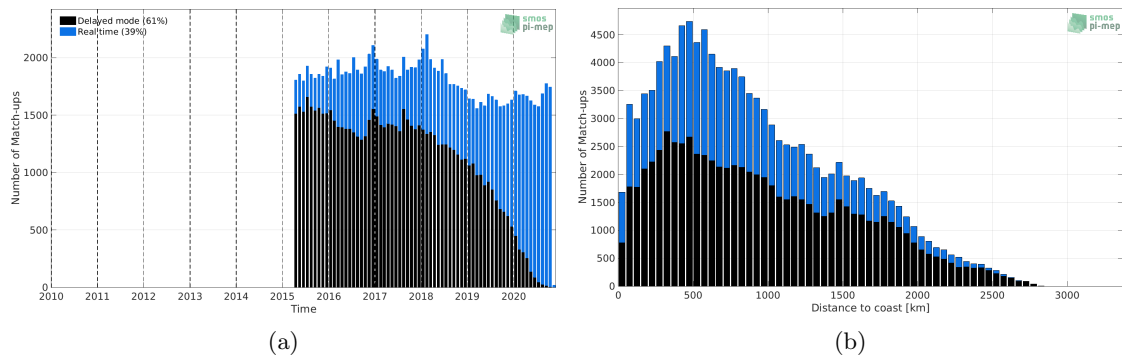 Delayed mode (61%)
Real time (39%)
smos
pi-mep
Number of Match-ups
2000
1500
1000
500
0
2010
2011
2012
2013
2014
2015
2016
2017
2018
2019
2020
Time
(a)
smos
pi-mep
Number of Match-ups
4500
4000
3500
3000
2500
2000
1500
1000
500
0
0
500
1000
1500
2000
2500
3000
Distance to coast [km]
(b)